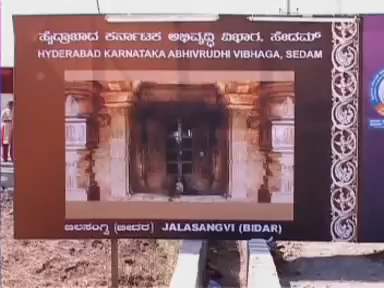 ಹೈದ್ರಾಬಾದ ಕರ್ನಾಟಕ ಅಭಿವೃದ್ಧಿ ವಿಭಾಗ, ಸೇಡಮ್
HYDERABAD KARNATAKA ABHIVRUDHI VIBHAGA, SEDAM
ಜಲಸಂಗ್ವಿ (ಬೀದರ) JALASANGVI (BIDAR)